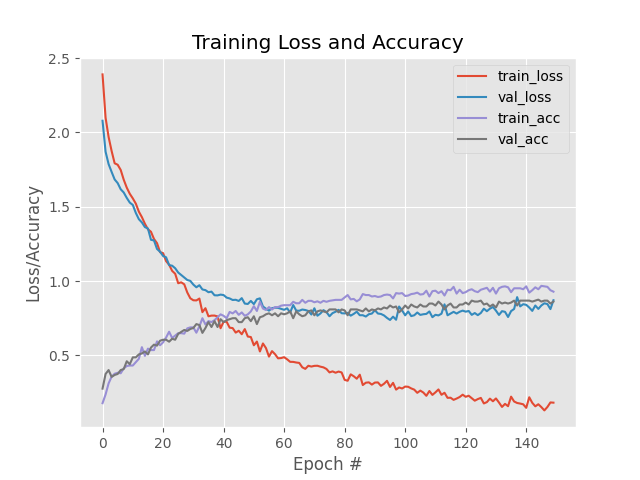 Training Loss and Accuracy
train_loss
val_loss
train_acc
val_acc
Loss/Accuracy
2.5
2.0
1.5
1.0
0.5
0 20 40 60 80 100 120 140
Epoch #